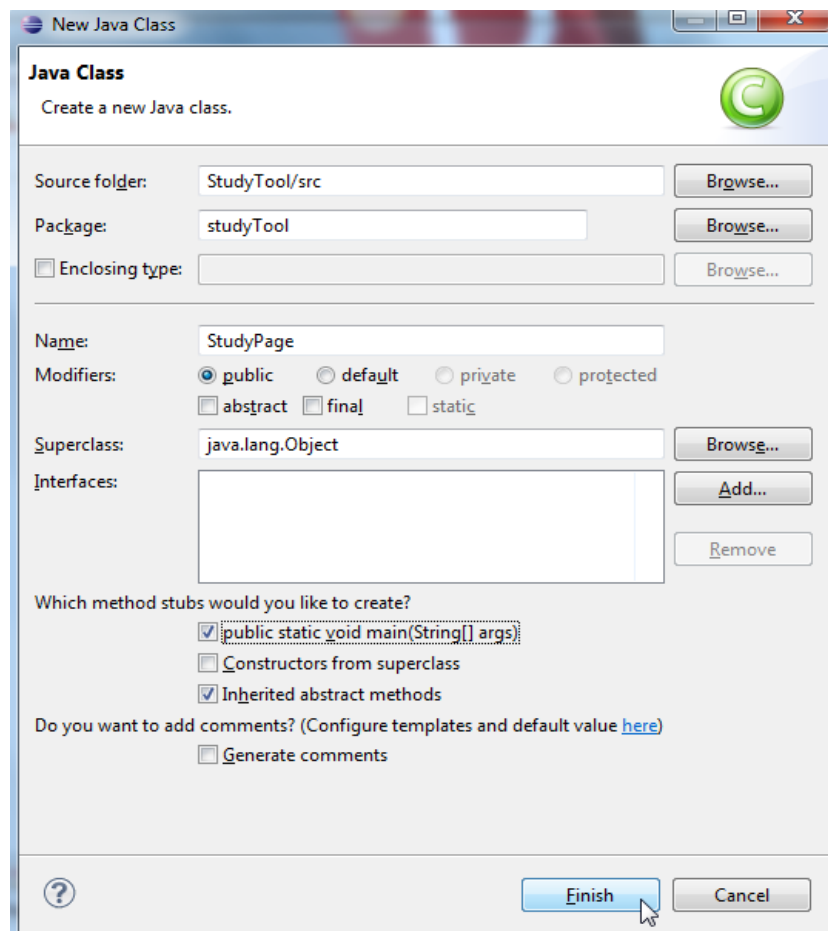 New Java Class
Java Class
Create a new Java class.
Source folder: StudyTool/src Browse...
Package: studyTool Browse...
Enclosing type: Browse...
Name: StudyPage
Modifiers: public default private protected
abstract final static
Superclass: java.lang.Object Browse...
Interfaces: Add...
Remove
Which method stubs would you like to create?
public static void main(String[] args)
Constructors from superclass
Inherited abstract methods
Do you want to add comments? (Configure templates and default value here)
Generate comments
? Finish Cancel